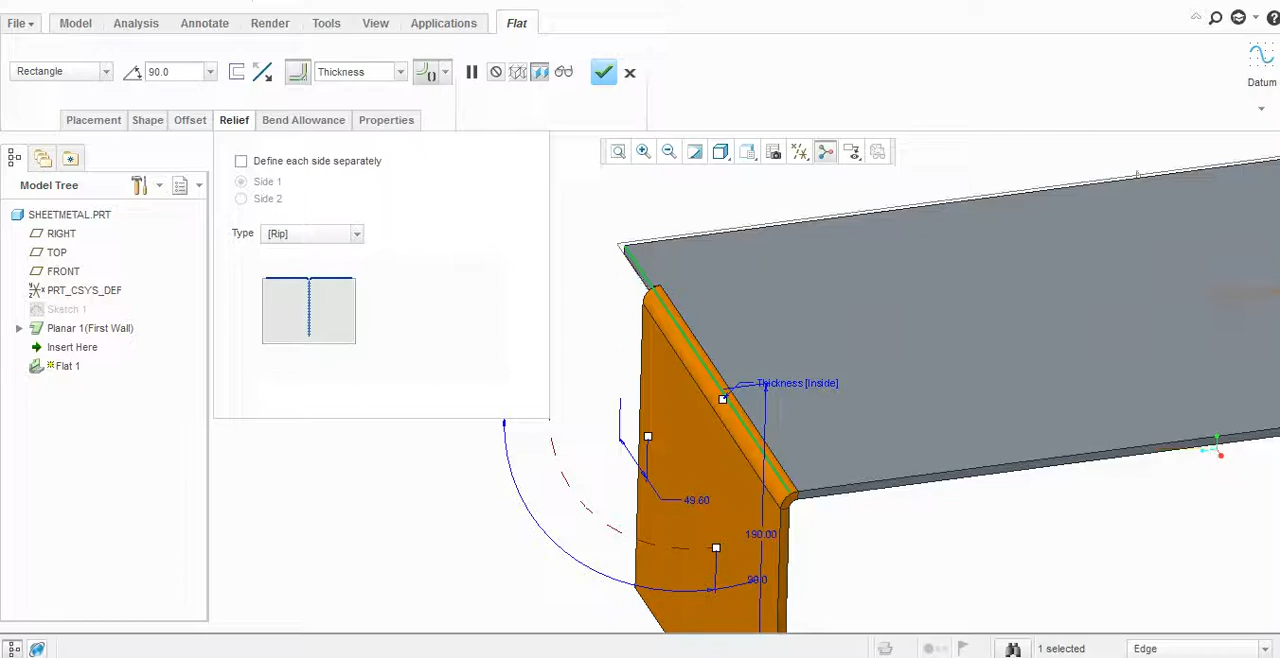 File Model Analysis Annotate Render Tools View Applications Flat
Rectangle 90.0 Thickness
Datum
Placement Shape Offset Relief Bend Allowance Properties
Define each side separately
Side 1
Side 2
Type [Rip]
Model Tree
SHEETMETAL.PRT
RIGHT
TOP
FRONT
PRT_CSYS_DEF
Sketch 1
Planar 1(First Wall)
Insert Here
Flat 1
Thickness [Inside]
49.60
190.00
90.0
1 selected Edge